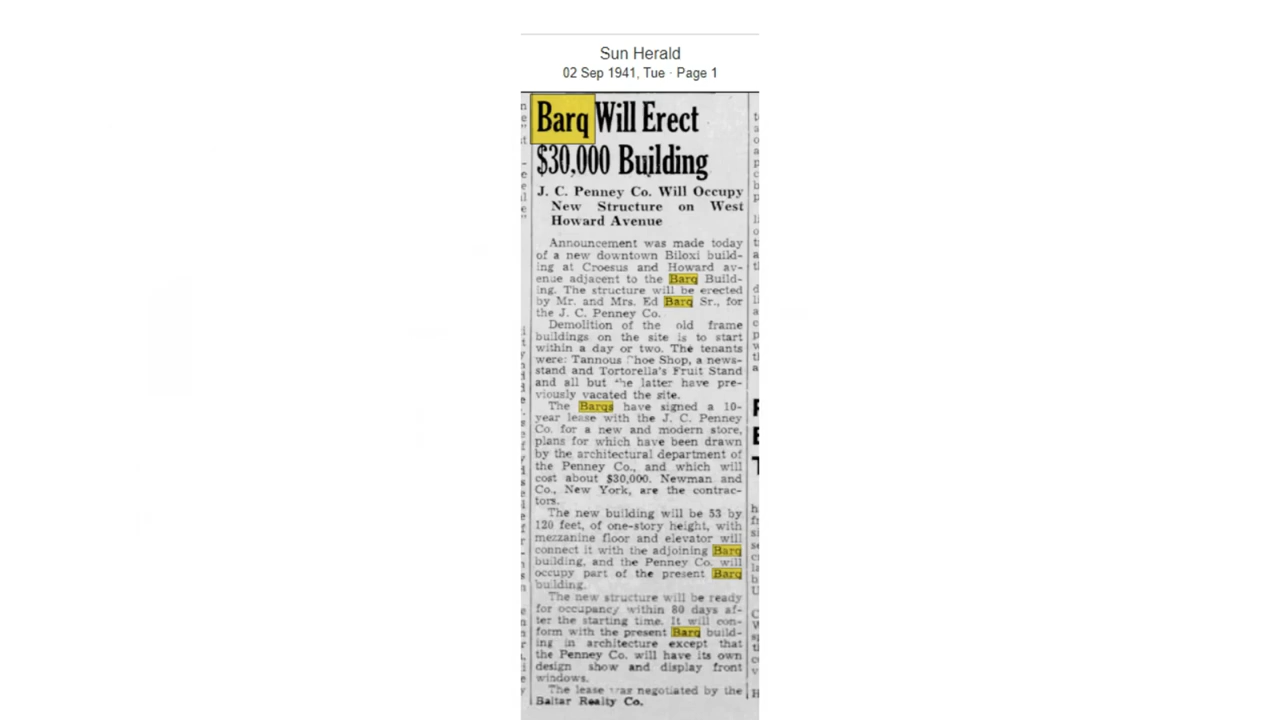 Sun Herald
02 Sep 1941, Tue · Page 1
Barq Will Erect
$30,000 Building
J. C. Penney Co. Will Occupy
New Structure on West
Howard Avenue
Announcement was made today
of a new downtown Biloxi build-
ing at Croesus and Howard av-
enue adjacent to the Barq Build-
ing. The structure will be erected
by Mr. and Mrs. Ed Barq Sr., for
the J. C. Penney Co.
Demolition of the old frame
buildings on the site is to start
within a day or two. The tenants
were: Tannous Shoe Shop, a news-
stand and Tortorella's Fruit Stand
and all but the latter have pre-
viously vacated the site.
The Barqs have signed a 10-
year lease with the J. C. Penney
Co. for a new and modern store,
plans for which have been drawn
by the architectural department of
the Penney Co., and which will
cost about $30,000. Newman and
Co., New York, are the contrac-
tors.
The new building will be 53 by
120 feet, of one-story height, with
mezzanine floor and elevator will
connect it with the adjoining Barq
building, and the Penney Co. will
occupy part of the present Barq
building.
The new structure will be ready
for occupancy within 80 days af-
ter the starting time. It will con-
form with the present Barq build-
ing in architecture except that
the Penney Co. will have its own
design show and display front
windows.
The lease was negotiated by the
Baltar Realty Co.